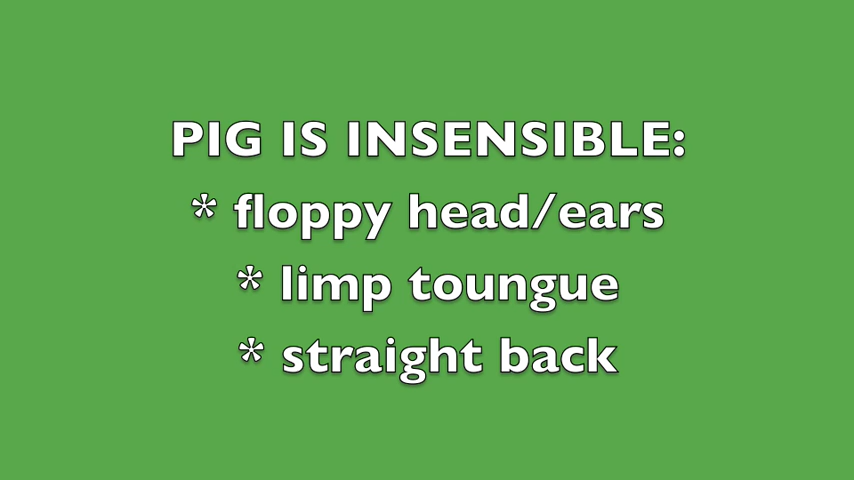 PIG IS INSENSIBLE:
* floppy head/ears
* limp toungue
* straight back